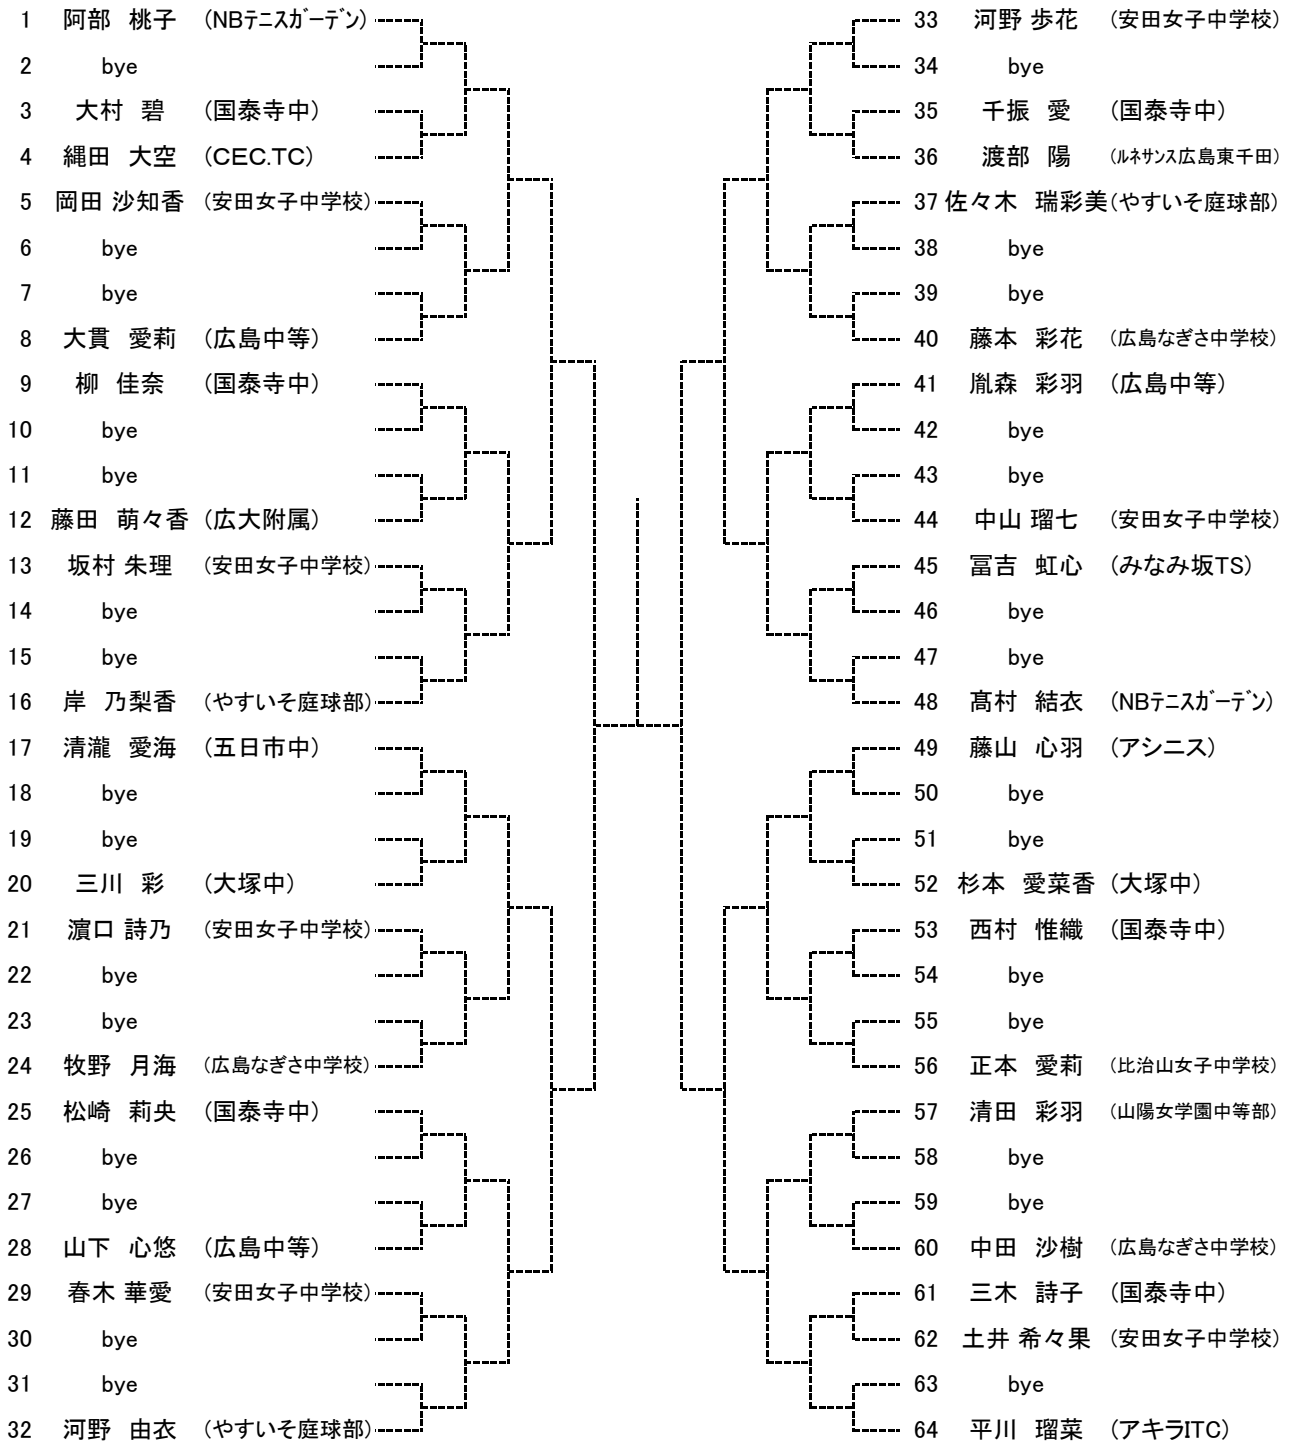 1 阿部 桃子 (NBテニスガーデン)
2 bye
3 大村 碧 (国泰寺中)
4 縄田 大空 (CEC.TC)
5 岡田 沙知香 (安田女子中学校)
6 bye
7 bye
8 大貫 愛莉 (広島中等)
9 柳 佳奈 (国泰寺中)
10 bye
11 bye
12 藤田 萌々香 (広大附属)
13 坂村 朱理 (安田女子中学校)
14 bye
15 bye
16 岸 乃梨香 (やすいそ庭球部)
17 清瀧 愛海 (五日市中)
18 bye
19 bye
20 三川 彩 (大塚中)
21 濵口 詩乃 (安田女子中学校)
22 bye
23 bye
24 牧野 月海 (広島なぎさ中学校)
25 松崎 莉央 (国泰寺中)
26 bye
27 bye
28 山下 心悠 (広島中等)
29 春木 華愛 (安田女子中学校)
30 bye
31 bye
32 河野 由衣 (やすいそ庭球部)
33 河野 歩花 (安田女子中学校)
34 bye
35 千振 愛 (国泰寺中)
36 渡部 陽 (ルネサンス広島東千田)
37 佐々木 瑞彩美 (やすいそ庭球部)
38 bye
39 bye
40 藤本 彩花 (広島なぎさ中学校)
41 胤森 彩羽 (広島中等)
42 bye
43 bye
44 中山 瑠七 (安田女子中学校)
45 冨吉 虹心 (みなみ坂TS)
46 bye
47 bye
48 髙村 結衣 (NBテニスガーデン)
49 藤山 心羽 (アシニス)
50 bye
51 bye
52 杉本 愛菜香 (大塚中)
53 西村 惟織 (国泰寺中)
54 bye
55 bye
56 正本 愛莉 (比治山女子中学校)
57 清田 彩羽 (山陽女学園中等部)
58 bye
59 bye
60 中田 沙樹 (広島なぎさ中学校)
61 三木 詩子 (国泰寺中)
62 土井 希々果 (安田女子中学校)
63 bye
64 平川 瑠菜 (アキラITC)